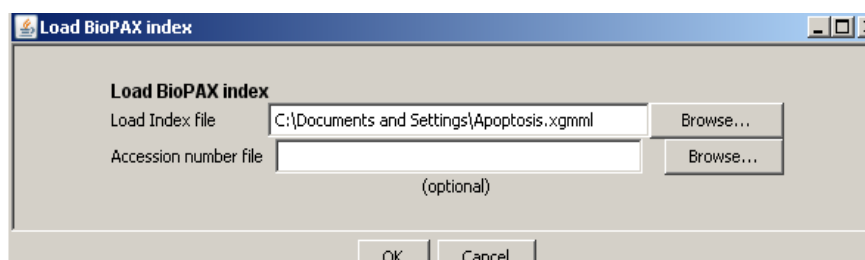 Load BioPAX index
Load BioPAX index
Load Index file C:\Documents and Settings\Apoptosis.xgmml Browse...
Accession number file Browse...
(optional)
OK Cancel